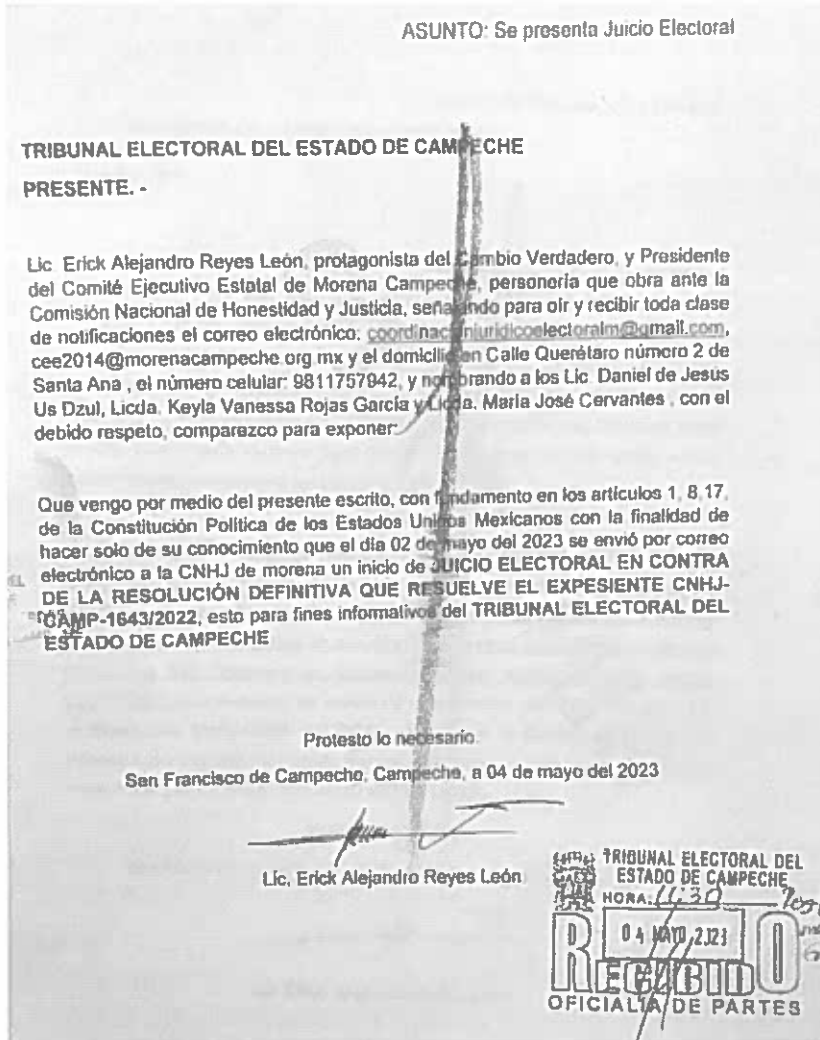 ASUNTO: Se presenta Juicio Electoral
TRIBUNAL ELECTORAL DEL ESTADO DE CAMPECHE
PRESENTE. -
Lic. Erick Alejandro Reyes León, protagonista del Cambio Verdadero, y Presidente
del Comité Ejecutivo Estatal de Morena Campeche, personería que obra ante la
Comisión Nacional de Honestidad y Justicia, señalando para oir y recibir toda clase
de notificaciones el correo electrónico: coordinacionjuridicoelectoralm@gmail.com,
cee2014@morenacampeche.org.mx y el domicilio en Calle Querétaro número 2 de
Santa Ana , el número celular: 9811757942, y nombrando a los Lic. Daniel de Jesús
Us Dzul, Licda. Keyla Vanessa Rojas García y Licda. María José Cervantes , con el
debido respeto, comparezco para exponer:
Que vengo por medio del presente escrito, con fundamento en los artículos 1, 8,17,
de la Constitución Política de los Estados Unidos Mexicanos con la finalidad de
hacer solo de su conocimiento que el día 02 de mayo del 2023 se envió por correo
electrónico a la CNHJ de morena un inicio de JUICIO ELECTORAL EN CONTRA
DE LA RESOLUCIÓN DEFINITIVA QUE RESUELVE EL EXPESIENTE CNHJ-
CAMP-1643/2022, esto para fines informativos del TRIBUNAL ELECTORAL DEL
ESTADO DE CAMPECHE
Protesto lo necesario.
San Francisco de Campeche, Campeche, a 04 de mayo del 2023
Lic. Erick Alejandro Reyes León
TRIBUNAL ELECTORAL DEL
ESTADO DE CAMPECHE
HORA: 11:30
04 MAYO 2023
RECIBIDO
OFICIALIA DE PARTES